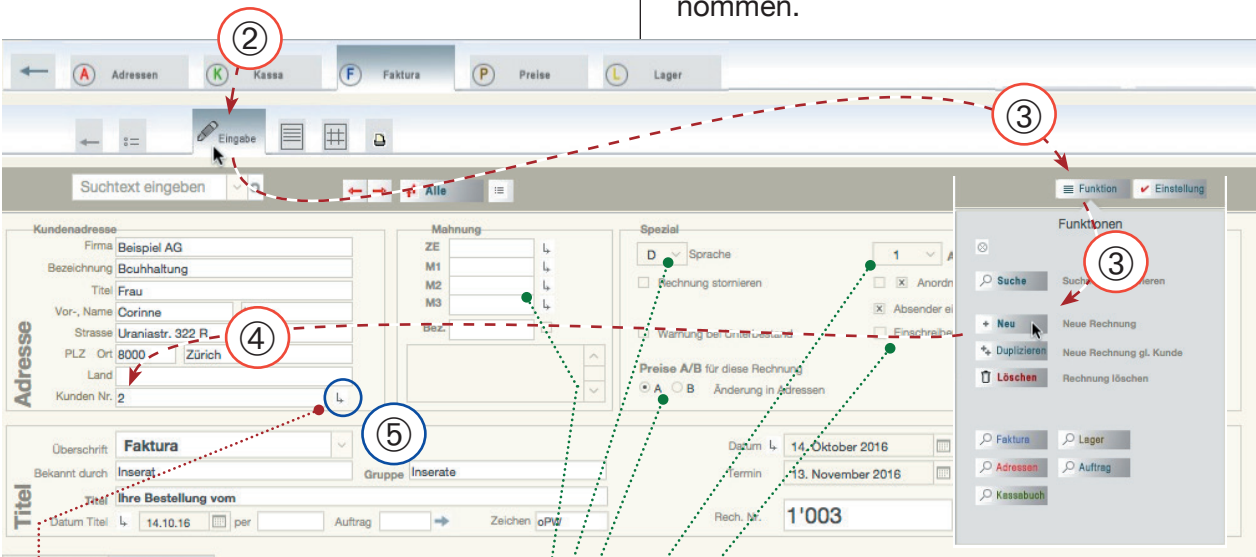 nommen.
②
A Adressen K Kassa F Faktura P Preise L Lager
③
Eingabe
Suchtext eingeben Alle Funktion Einstellung
Kundenadresse
Firma Beispiel AG
Bezeichnung Bcuhhaltung
Titel Frau
Vor-, Name Corinne
Strasse Uraniastr. 322 R
PLZ Ort 8000 Zürich
Land
Kunden Nr. 2
Adresse
④
⑤
Mahnung
ZE
M1
M2
M3
Bez.
Spezial
D Sprache 1
Rechnung stornieren x Anordn
x Absender ei
Warnung bei Unterbestand Einschreibe
Preise A/B für diese Rechnung
A B Änderung in Adressen
Funktionen
③
Suche
Neu Neue Rechnung
Duplizieren Neue Rechnung gl. Kunde
Löschen Rechnung löschen
Faktura Lager
Adressen Auftrag
Kassabuch
Titel
Überschrift Faktura
Bekannt durch Inserat Gruppe Inserate
Titel Ihre Bestellung vom
Datum Titel 14.10.16 per Auftrag Zeichen oPW
Datum 14. Oktober 2016
Termin 13. November 2016
Rech. Nr. 1'003